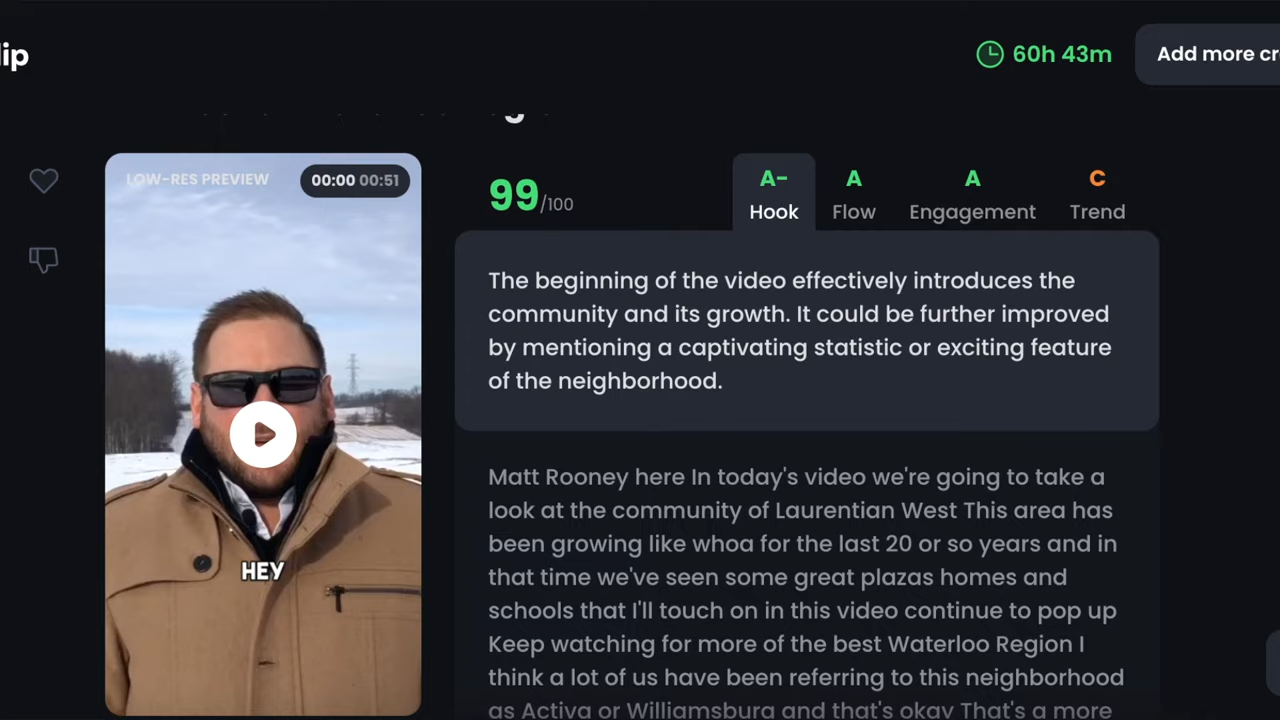 lip
60h 43m
Add more cr
LOW-RES PREVIEW
00:00 00:51
HEY
99/100
A-
Hook
A
Flow
A
Engagement
C
Trend
The beginning of the video effectively introduces the
community and its growth. It could be further improved
by mentioning a captivating statistic or exciting feature
of the neighborhood.
Matt Rooney here In today's video we're going to take a
look at the community of Laurentian West This area has
been growing like whoa for the last 20 or so years and in
that time we've seen some great plazas homes and
schools that I'll touch on in this video continue to pop up
Keep watching for more of the best Waterloo Region I
think a lot of us have been referring to this neighborhood
as Activa or Williamsburg and that's okay That's a more